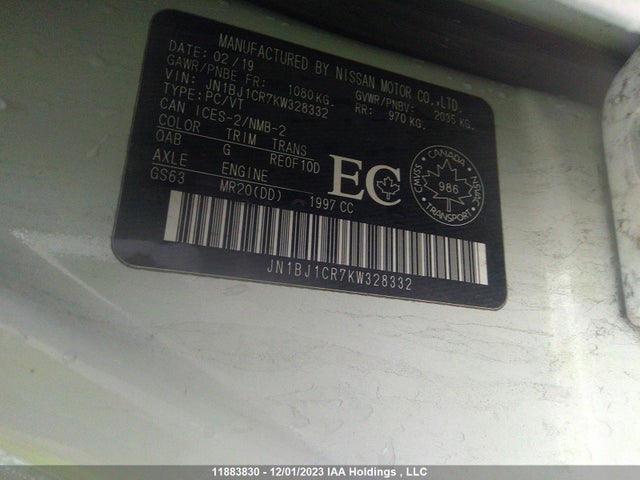 MANUFACTURED BY NISSAN MOTOR CO.,LTD.
DATE: 02/19
GAWR/PNBE FR: 1080KG. GVWR/PNBV: 2035 KG.
RR: 970 KG.
VIN: JN1BJ1CR7KW328332
TYPE:PC/VT
CAN ICES-2/NMB-2
COLOR TRIM TRANS
QAB G RE0F10D
AXLE ENGINE
GS63 MR20(DD) 1997 CC
EC
CANADA
CMVSS 986 NSVAC
TRANSPORT
JN1BJ1CR7KW328332
11883830 - 12/01/2023 IAA Holdings , LLC